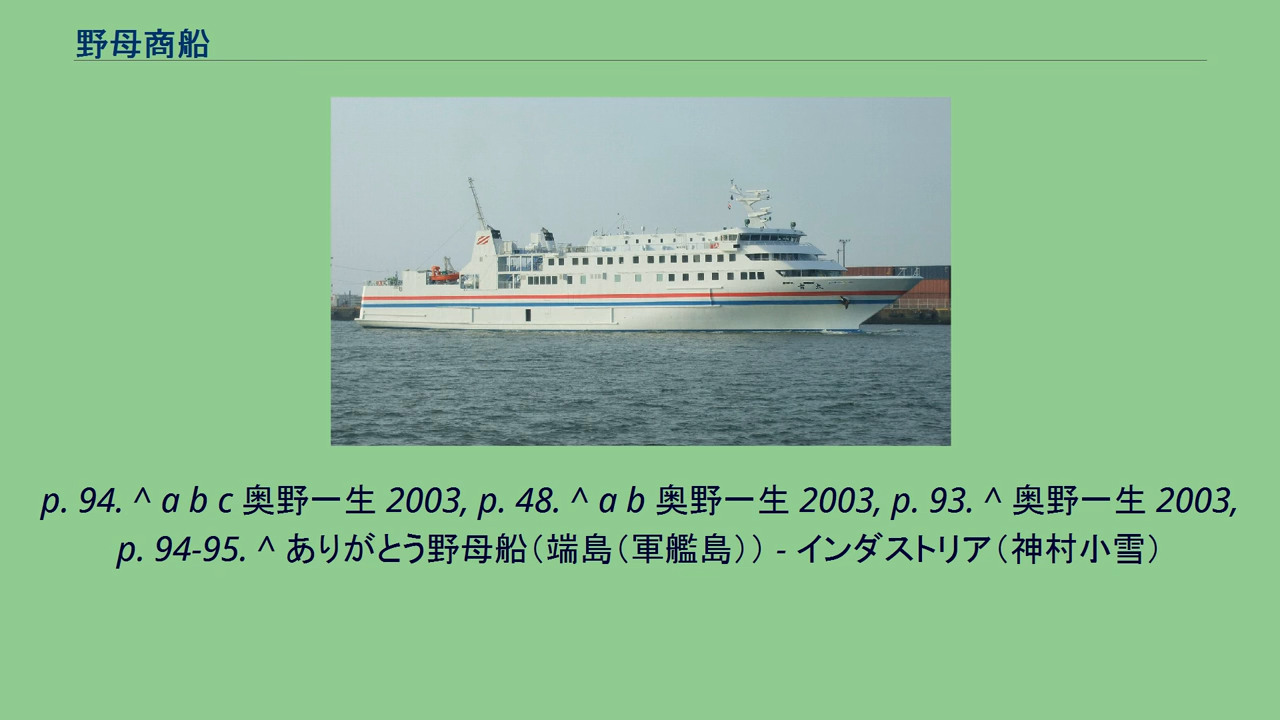 野母商船
p. 94. ^ a b c 奥野一生 2003, p. 48. ^ a b 奥野一生 2003, p. 93. ^ 奥野一生 2003,
p. 94-95. ^ ありがとう野母船（端島（軍艦島）） - インダストリア（神村小雪）